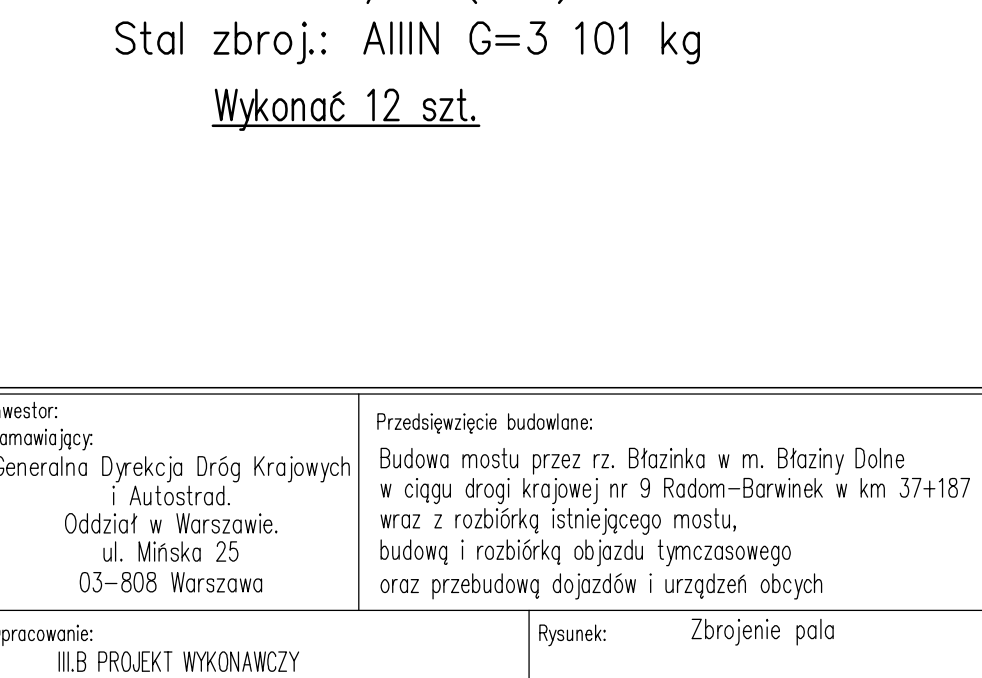 Stal zbroj.: AIIIN G=3 101 kg
Wykonać 12 szt.
Inwestor:
Zamawiający:
Generalna Dyrekcja Dróg Krajowych
i Autostrad.
Oddział w Warszawie.
ul. Mińska 25
03-808 Warszawa
Przedsięwzięcie budowlane:
Budowa mostu przez rz. Błazinka w m. Błaziny Dolne
w ciągu drogi krajowej nr 9 Radom-Barwinek w km 37+187
wraz z rozbiórką istniejącego mostu,
budową i rozbiórką objazdu tymczasowego
oraz przebudową dojazdów i urządzeń obcych
Opracowanie:
III.B PROJEKT WYKONAWCZY
Rysunek: Zbrojenie pala